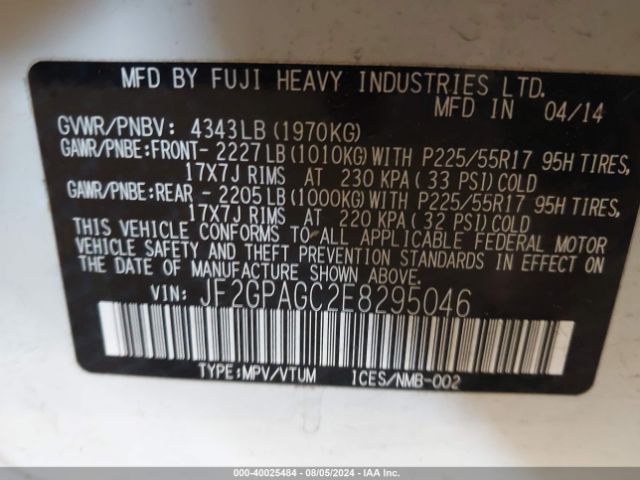 MFD BY FUJI HEAVY INDUSTRIES LTD.
MFD IN 04/14
GVWR/PNBV: 4343LB (1970KG)
GAWR/PNBE:FRONT- 2227LB(1010KG)WITH P225/55R17 95H TIRES,
17X7J RIMS AT 230 KPA (33 PSI)COLD
GAWR/PNBE:REAR - 2205LB(1000KG)WITH P225/55R17 95H TIRES,
17X7J RIMS AT 220 KPA (32 PSI)COLD
THIS VEHICLE CONFORMS TO ALL APPLICABLE FEDERAL MOTOR
VEHICLE SAFETY AND THEFT PREVENTION STANDARDS IN EFFECT ON
THE DATE OF MANUFACTURE SHOWN ABOVE.
VIN: JF2GPAGC2E8295046
TYPE:MPV/VTUM ICES/NMB-002
000-40025484 - 08/05/2024 - IAAI.COM